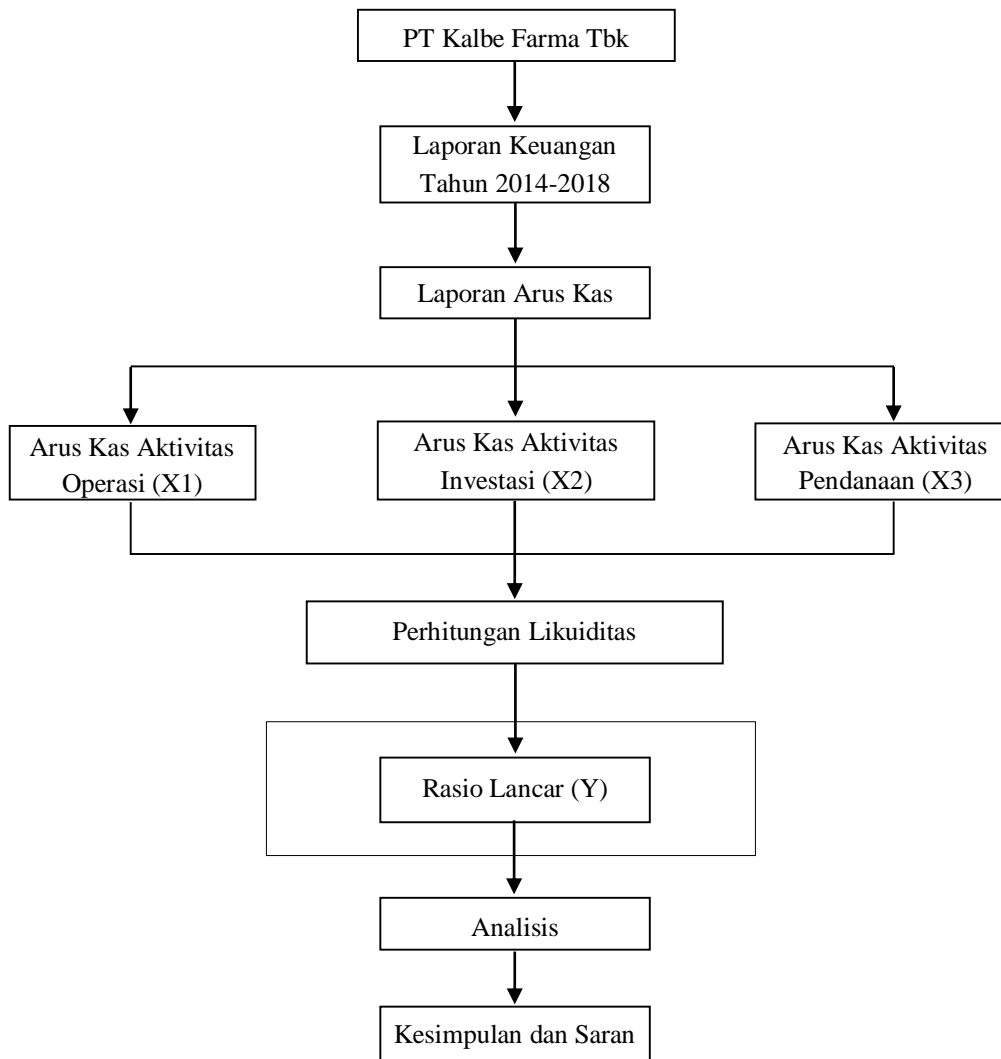 PT Kalbe Farma Tbk
Laporan Keuangan
Tahun 2014-2018
Laporan Arus Kas
Arus Kas Aktivitas
Operasi (X1)
Arus Kas Aktivitas
Investasi (X2)
Arus Kas Aktivitas
Pendanaan (X3)
Perhitungan Likuiditas
Rasio Lancar (Y)
Analisis
Kesimpulan dan Saran